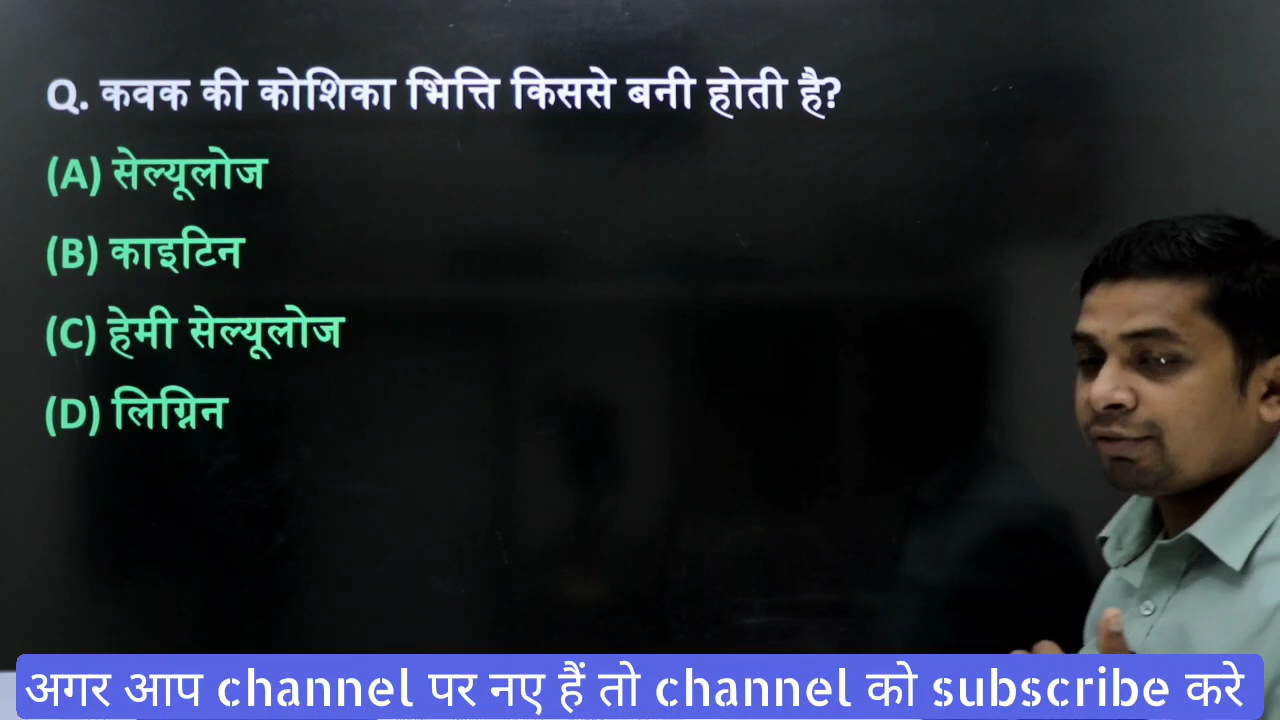 Q. कवक की कोशिका भित्ति किससे बनी होती है?
(A) सेल्यूलोज
(B) काइटिन
(C) हेमी सेल्यूलोज
(D) लिग्निन
अगर आप channel पर नए हैं तो channel को subscribe करे